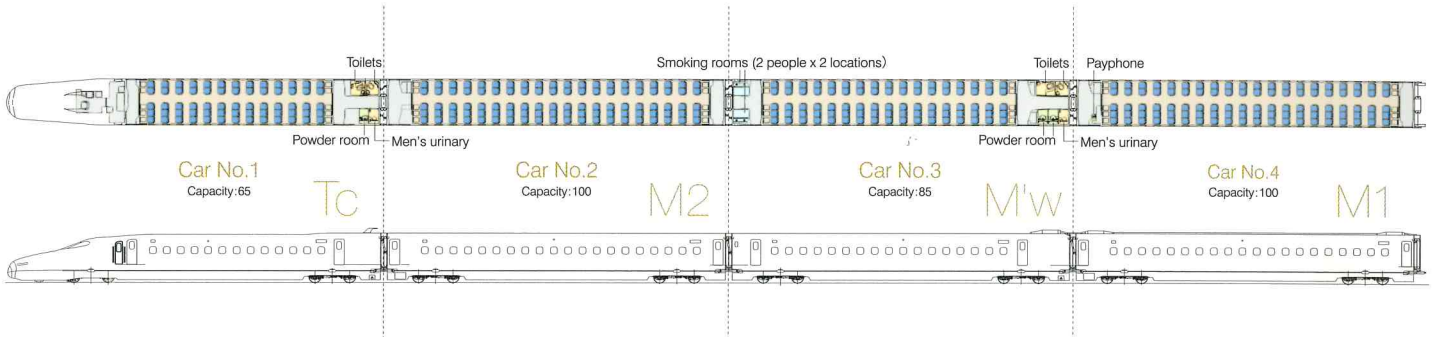 Toilets
Smoking rooms (2 people x 2 locations)
Toilets
Payphone
Powder room
Men's urinary
Powder room
Men's urinary
Car No.1
Capacity:65
Tc
Car No.2
Capacity:100
M2
Car No.3
Capacity:85
M'w
Car No.4
Capacity:100
M1